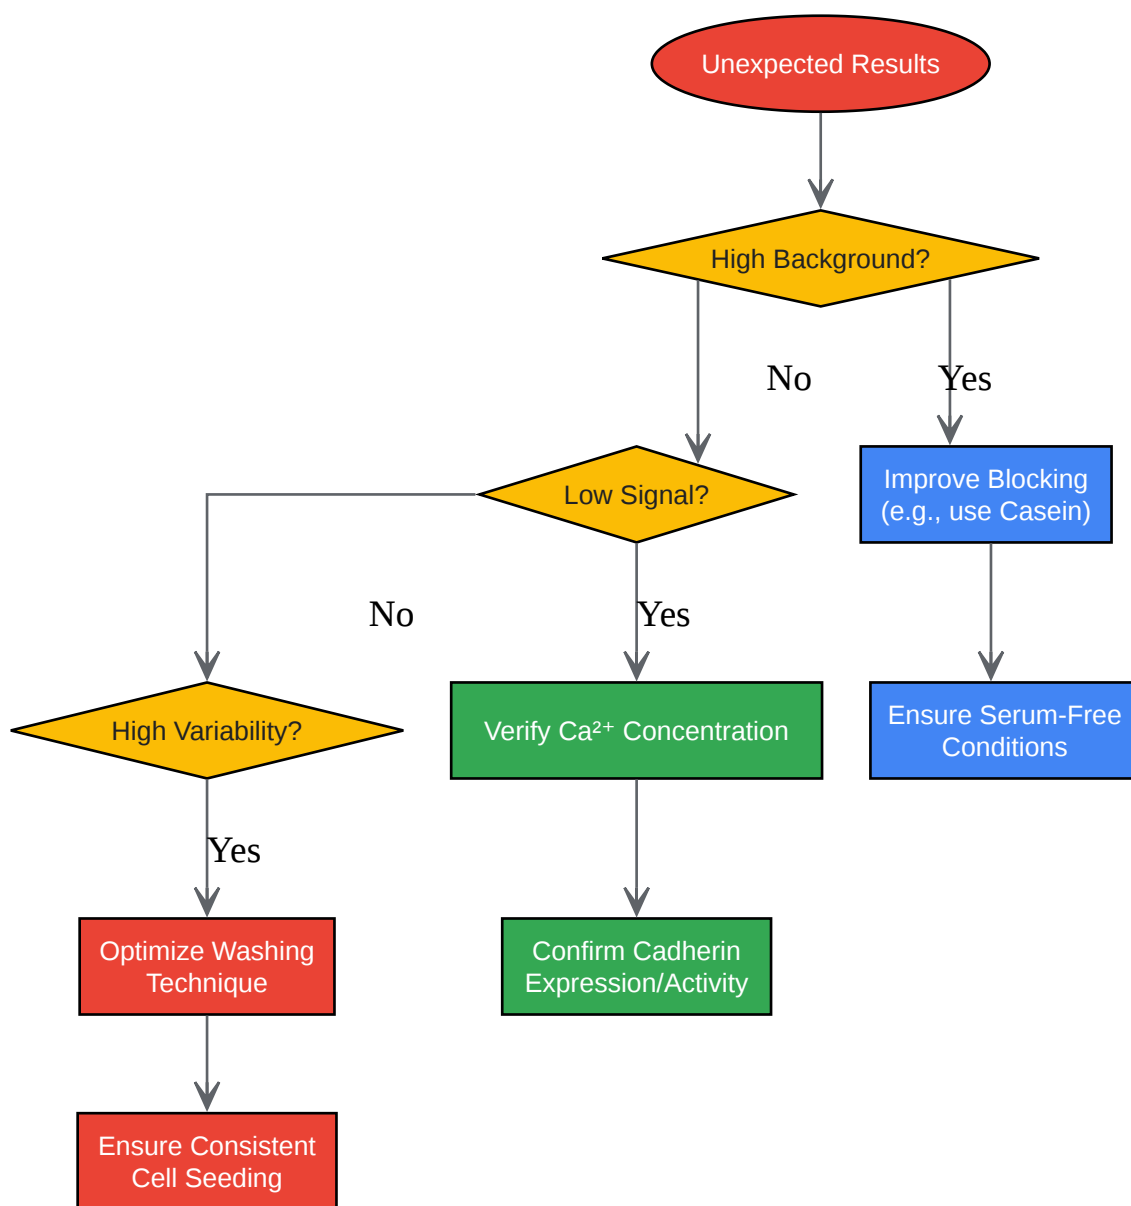 Unexpected Results
High Background?
No
Yes
Low Signal?
Improve Blocking
(e.g., use Casein)
No
Yes
High Variability?
Verify Ca²⁺ Concentration
Ensure Serum-Free
Conditions
Yes
Optimize Washing
Technique
Confirm Cadherin
Expression/Activity
Ensure Consistent
Cell Seeding